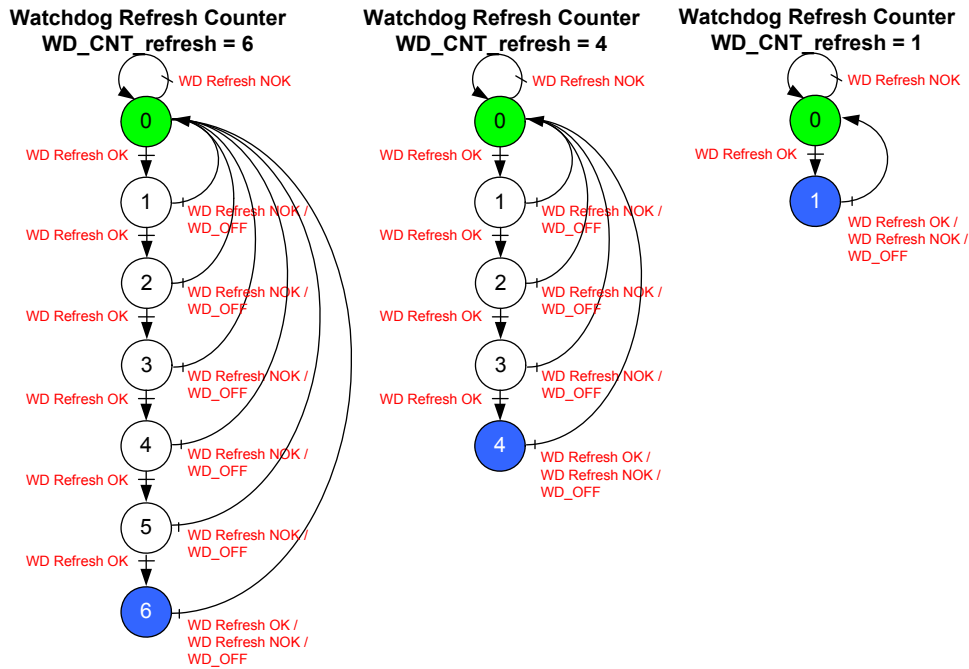 Watchdog Refresh Counter
WD_CNT_refresh = 6
WD Refresh NOK
0
WD Refresh OK
1
WD Refresh NOK /
WD_OFF
WD Refresh OK
2
WD Refresh NOK /
WD_OFF
WD Refresh OK
3
WD Refresh NOK /
WD_OFF
WD Refresh OK
4
WD Refresh NOK /
WD_OFF
WD Refresh OK
5
WD Refresh NOK /
WD_OFF
WD Refresh OK
6
WD Refresh OK /
WD Refresh NOK /
WD_OFF
Watchdog Refresh Counter
WD_CNT_refresh = 4
WD Refresh NOK
0
WD Refresh OK
1
WD Refresh NOK /
WD_OFF
WD Refresh OK
2
WD Refresh NOK /
WD_OFF
WD Refresh OK
3
WD Refresh NOK /
WD_OFF
WD Refresh OK
4
WD Refresh OK /
WD Refresh NOK /
WD_OFF
Watchdog Refresh Counter
WD_CNT_refresh = 1
WD Refresh NOK
0
WD Refresh OK
1
WD Refresh OK /
WD Refresh NOK /
WD_OFF